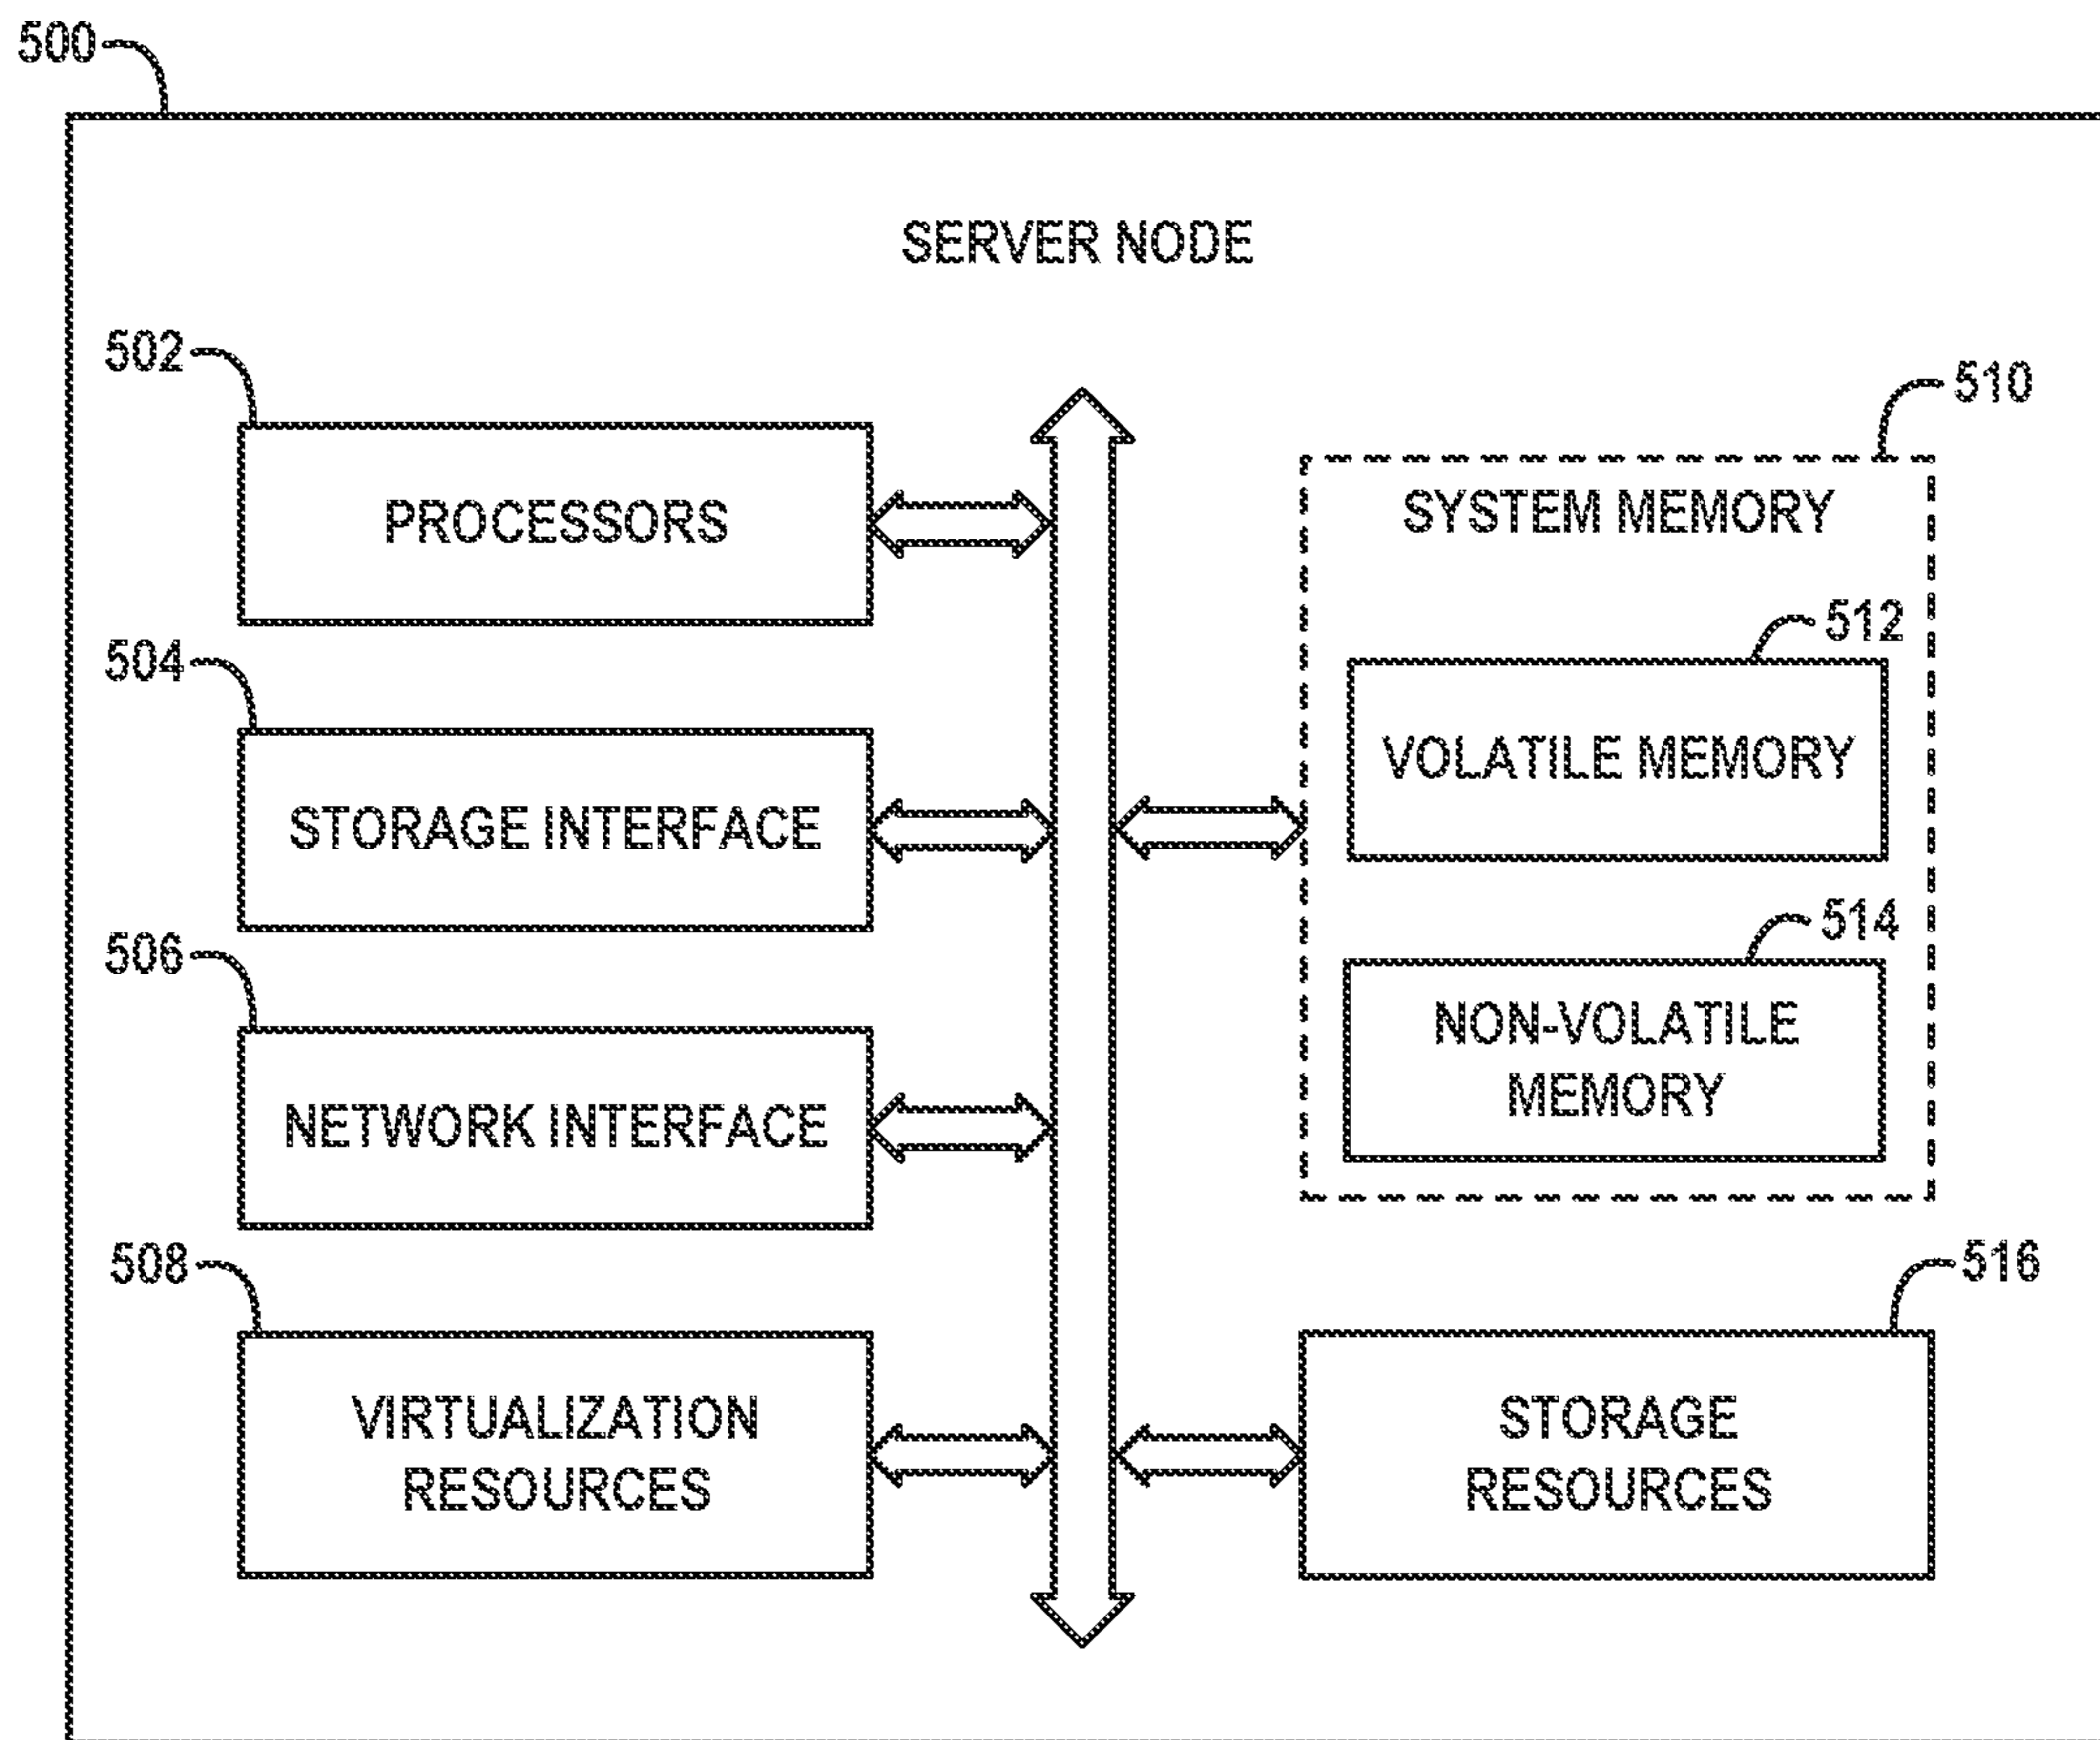 500
SERVER NODE
502
PROCESSORS
504
STORAGE INTERFACE
506
NETWORK INTERFACE
508
VIRTUALIZATION
RESOURCES
510
SYSTEM MEMORY
512
VOLATILE MEMORY
514
NON-VOLATILE
MEMORY
516
STORAGE
RESOURCES